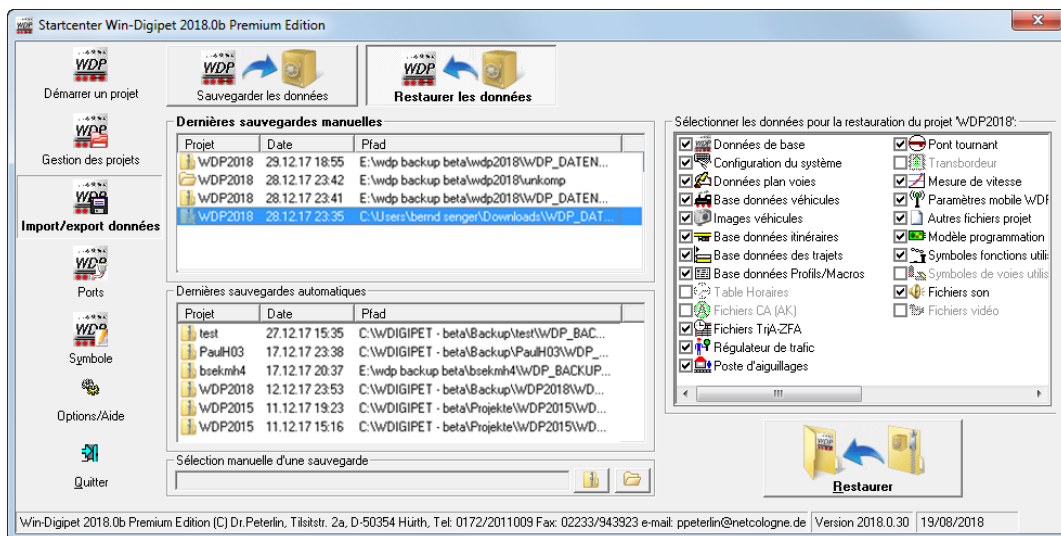 Startcenter Win-Digipet 2018.0b Premium Edition
WDP
Démarrer un projet
WDP
Gestion des projets
WDP
Import/export données
WDP
Ports
WDP
Symbole
Options/Aide
Quitter
WDP
Sauvegarder les données
WDP
Restaurer les données
Dernières sauvegardes manuelles
Projet Date Pfad
WDP2018 29.12.17 18:55 E:\wdp backup beta\wdp2018\WDP_DATEN...
WDP2018 28.12.17 23:42 E:\wdp backup beta\wdp2018\unkomp
WDP2018 28.12.17 23:41 E:\wdp backup beta\wdp2018\WDP_DATEN...
WDP2018 28.12.17 23:35 C:\Users\bernd senger\Downloads\WDP_DAT...
Dernières sauvegardes automatiques
Projet Date Pfad
test 27.12.17 15:35 C:\WDIGIPET - beta\Backup\test\WDP_BAC...
PaulH03 17.12.17 23:38 C:\WDIGIPET - beta\Backup\PaulH03\WDP_...
bsekmh4 17.12.17 20:37 E:\wdp backup beta\bsekmh4\WDP_BACKUP...
WDP2018 12.12.17 23:53 C:\WDIGIPET - beta\Backup\WDP2018\WD...
WDP2015 11.12.17 19:23 C:\WDIGIPET - beta\Projekte\WDP2015\WD...
WDP2015 11.12.17 15:16 C:\WDIGIPET - beta\Projekte\WDP2015\WD...
Sélection manuelle d'une sauvegarde
Sélectionner les données pour la restauration du projet 'WDP2018':
Données de base
Configuration du système
Données plan voies
Base données véhicules
Images véhicules
Base données itinéraires
Base données des trajets
Base données Profils/Macros
Table Horaires
Fichiers CA (AK)
Fichiers TrjA-ZFA
Régulateur de trafic
Poste d'aiguillages
Pont tournant
Transbordeur
Mesure de vitesse
Paramètres mobile WDF
Autres fichiers projet
Modèle programmation
Symboles fonctions utili
Symboles de voies utilis
Fichiers son
Fichiers vidéo
WDP
Restaurer
Win-Digipet 2018.0b Premium Edition (C) Dr.Peterlin, Tilsitstr. 2a, D-50354 Hürth, Tel: 0172/2011009 Fax: 02233/943923 e-mail: ppeterlin@netcologne.de Version 2018.0.30 19/08/2018